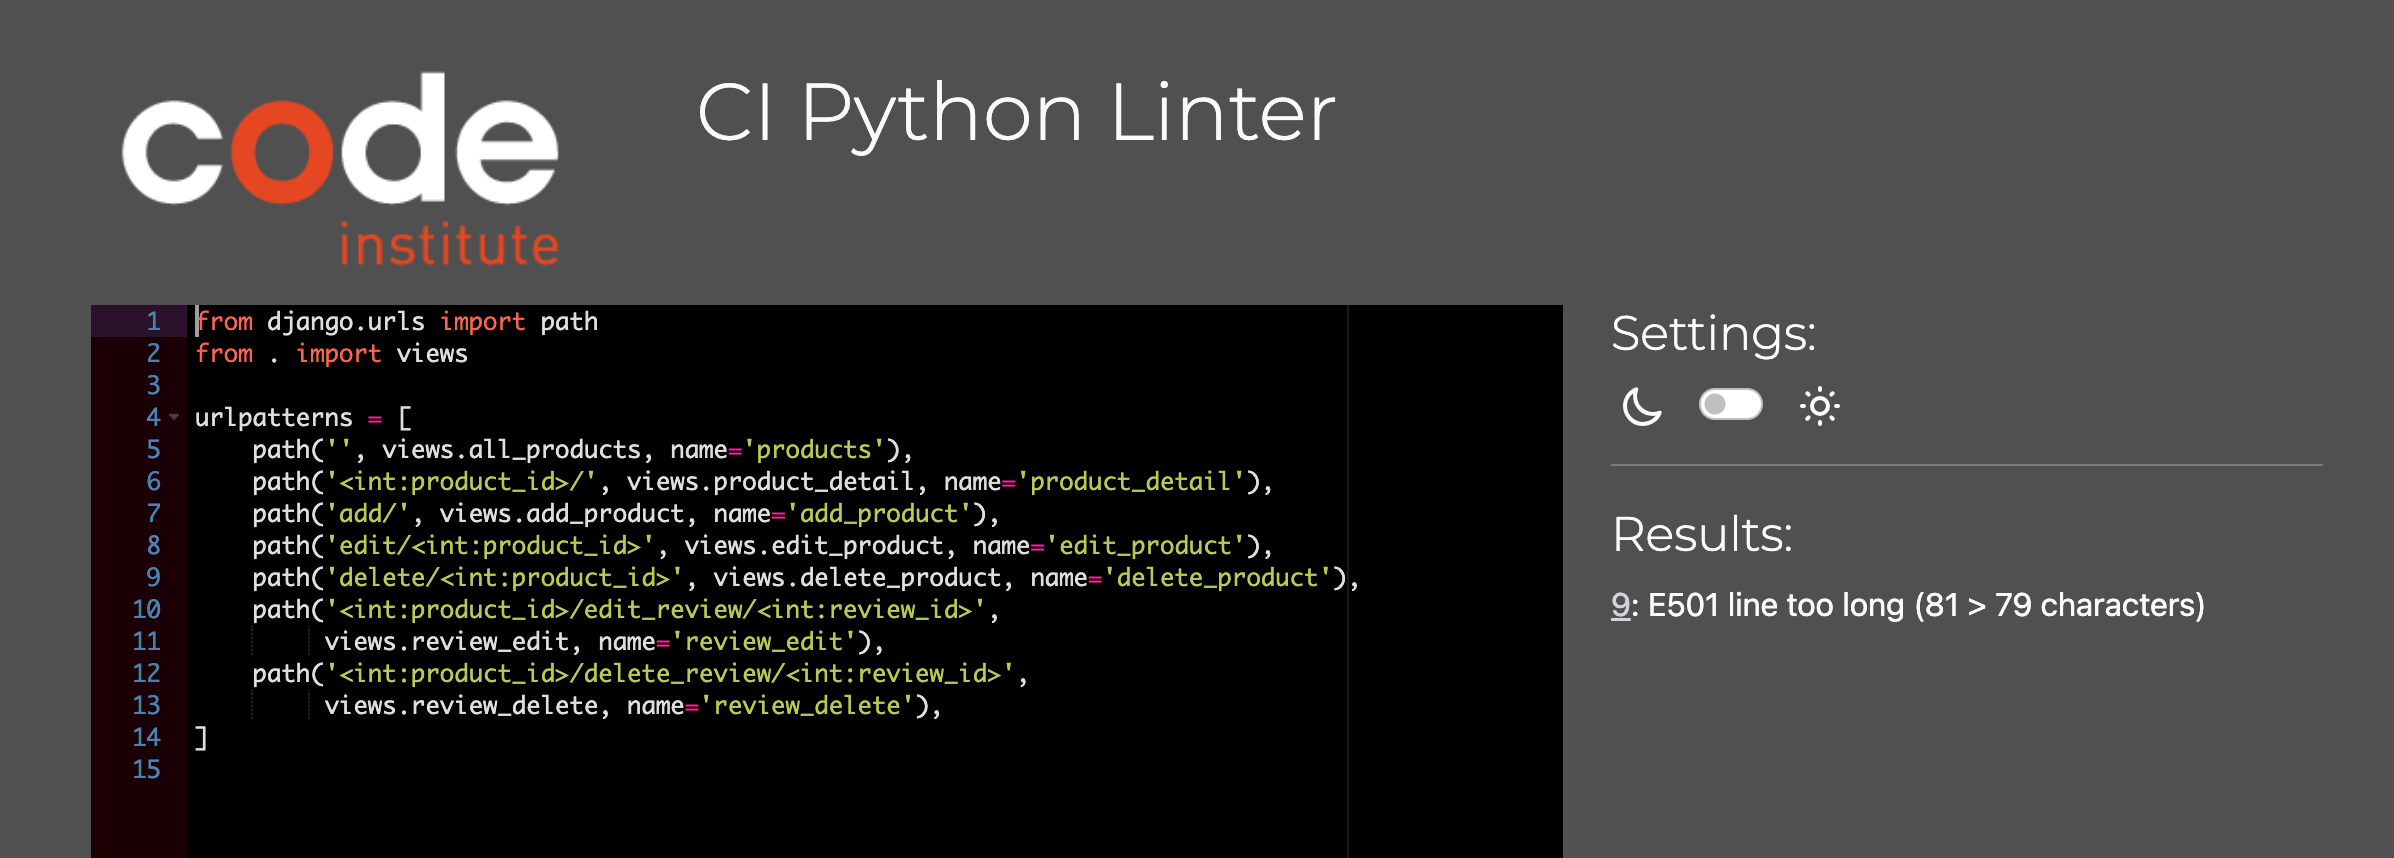 code
institute
CI Python Linter
1 from django.urls import path
2 from . import views
3
4 urlpatterns = [
5     path('', views.all_products, name='products'),
6     path('<int:product_id>/', views.product_detail, name='product_detail'),
7     path('add/', views.add_product, name='add_product'),
8     path('edit/<int:product_id>', views.edit_product, name='edit_product'),
9     path('delete/<int:product_id>', views.delete_product, name='delete_product'),
10     path('<int:product_id>/edit_review/<int:review_id>',
11          views.review_edit, name='review_edit'),
12     path('<int:product_id>/delete_review/<int:review_id>',
13          views.review_delete, name='review_delete'),
14 ]
15
Settings:
Results:
9: E501 line too long (81 > 79 characters)